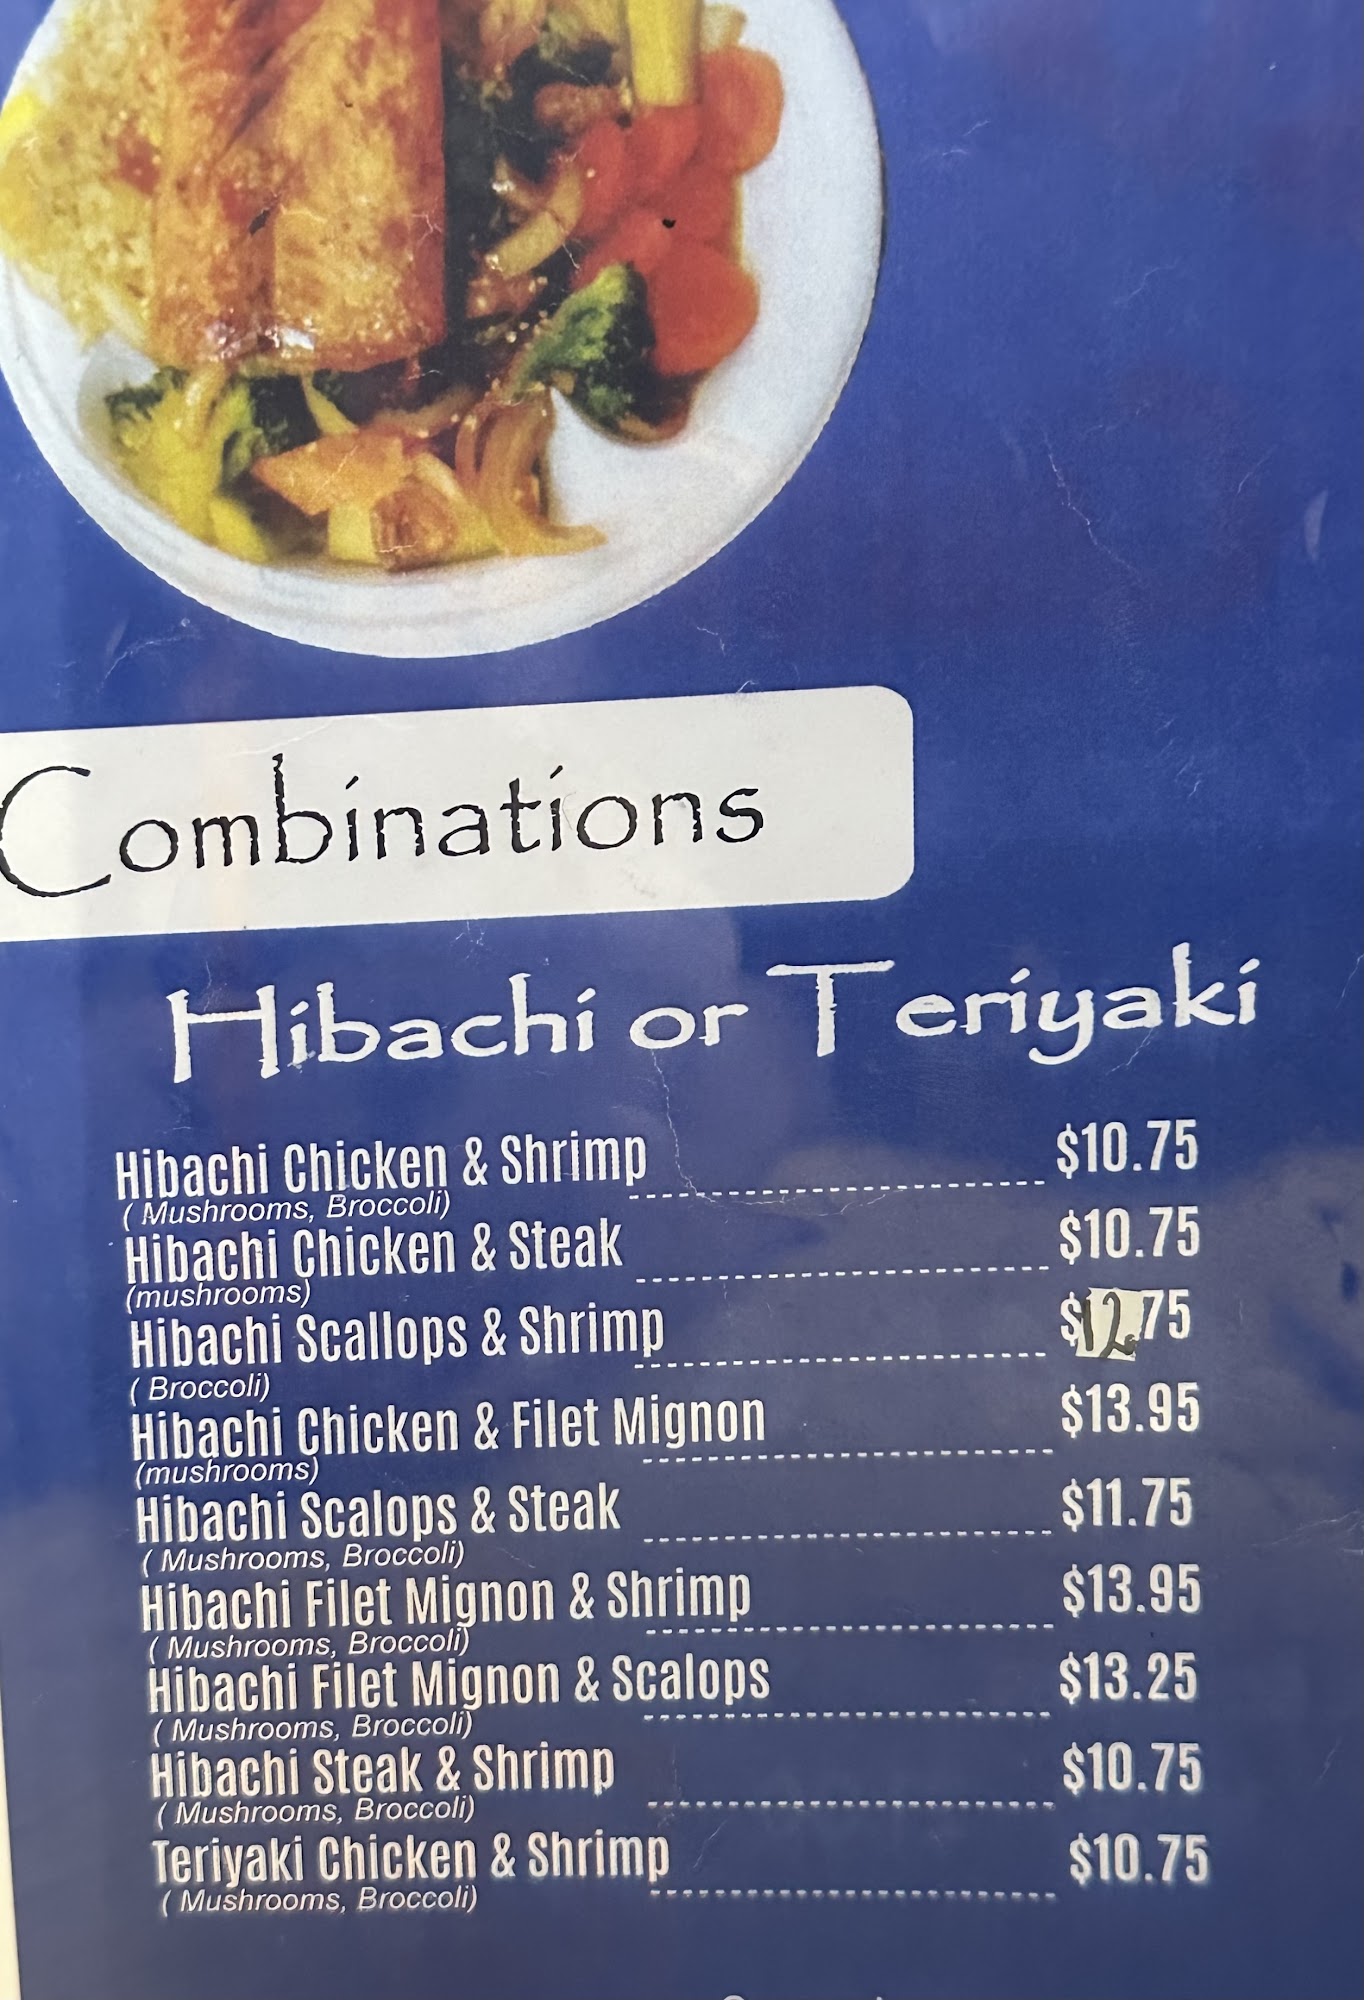 Combinations
Hibachi or Teriyaki
Hibachi Chicken & Shrimp $10.75
( Mushrooms, Broccoli)
Hibachi Chicken & Steak $10.75
(mushrooms)
Hibachi Scallops & Shrimp $12.75
( Broccoli)
Hibachi Chicken & Filet Mignon $13.95
(mushrooms)
Hibachi Scalops & Steak $11.75
( Mushrooms, Broccoli)
Hibachi Filet Mignon & Shrimp $13.95
( Mushrooms, Broccoli)
Hibachi Filet Mignon & Scalops $13.25
( Mushrooms, Broccoli)
Hibachi Steak & Shrimp $10.75
( Mushrooms, Broccoli)
Teriyaki Chicken & Shrimp $10.75
( Mushrooms, Broccoli)